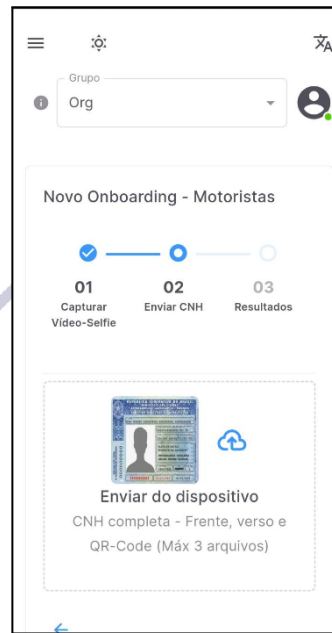 Grupo
Org
Novo Onboarding - Motoristas
01
02
03
Capturar
Vídeo-Selfie
Enviar CNH
Resultados
Enviar do dispositivo
CNH completa - Frente, verso e
QR-Code (Máx 3 arquivos)